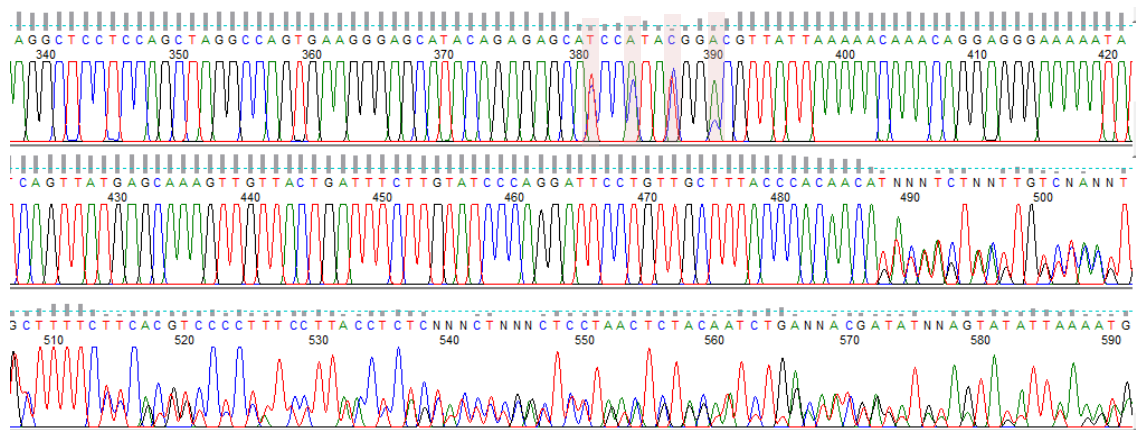 AGGCTCCTCCAGCTAGGCCAGTGAAGGGAGCATACAGAGAGCATCCATACGGACGTTATTAAAAACAAACAGGAGGGAAAAATA
340 350 360 370 380 390 400 410 420
TCAGTTATGAGCAAAGTTGTTACTGATTTCTTGTATCCCAGGATTCCTGTTGCTTTACCCACAACATNNNTCTNNTTGTCNANNT
430 440 450 460 470 480 490 500
GCTTTTCTTCACGTCCCCTTTCCTTACCTCTCNNNCTNNNCTCCTAACTCTACAATCTGANNACGATATNNAGTATATTAAAATG
510 520 530 540 550 560 570 580 590